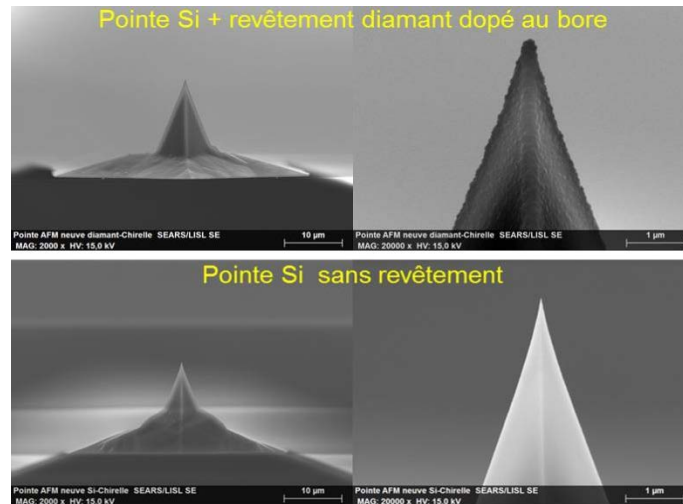 Pointe Si + revêtement diamant dopé au bore
Pointe AFM neuve diamant-Chirelle SEARS/LISL SE
MAG: 2000 x HV: 15,0 kV
10 µm
Pointe AFM neuve diamant-Chirelle SEARS/LISL SE
MAG: 20000 x HV: 15,0 kV
1 µm
Pointe Si sans revêtement
Pointe AFM neuve Si-Chirelle SEARS/LISL SE
MAG: 2000 x HV: 15,0 kV
10 µm
Pointe AFM neuve Si-Chirelle SEARS/LISL SE
MAG: 20000 x HV: 15,0 kV
1 µm